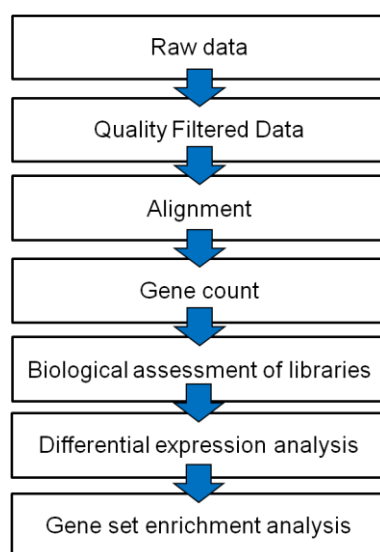 Raw data
Quality Filtered Data
Alignment
Gene count
Biological assessment of libraries
Differential expression analysis
Gene set enrichment analysis